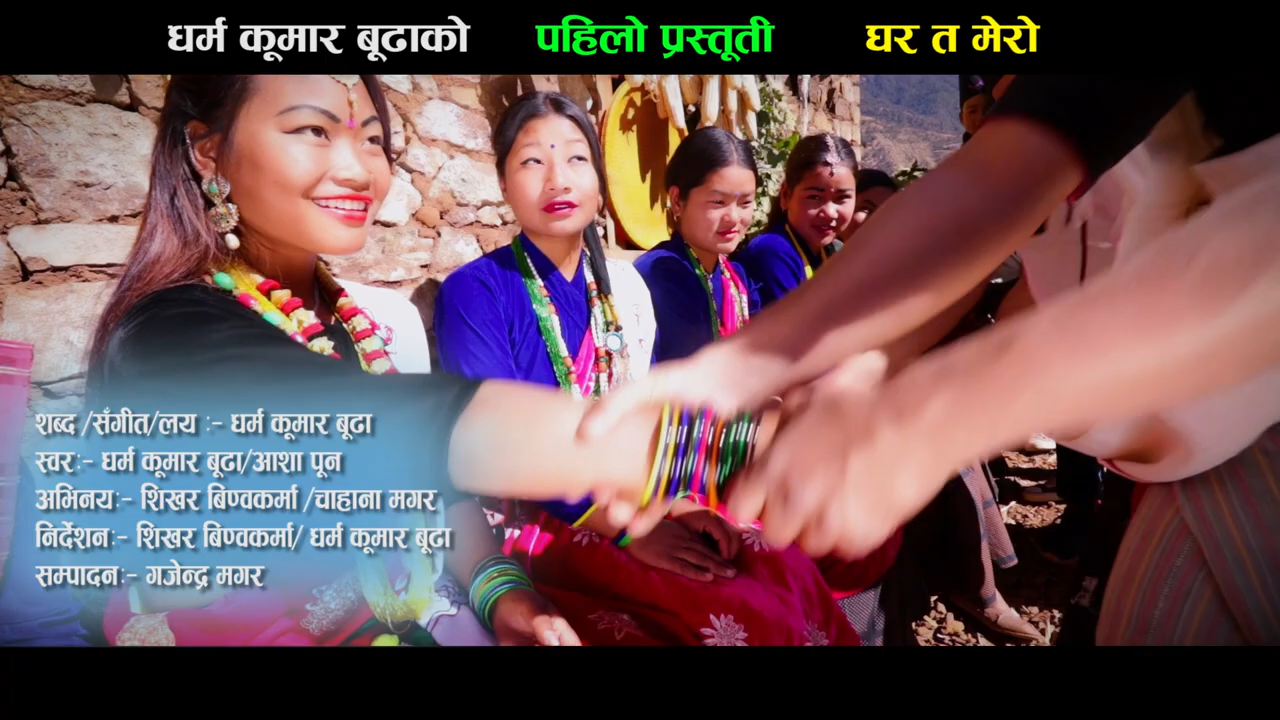 धर्म कूमार बूढाको पहिलो प्रस्तूती घर त मेरो
शब्द /सँगीत/लय :- धर्म कूमार बूढा
स्वर:- धर्म कूमार बूढा/आशा पून
अभिनय:- शिखर बिण्वकर्मा /चाहाना मगर
निर्देशन:- शिखर बिण्वकर्मा/ धर्म कूमार बूढा
सम्पादन:- गजेन्द्र मगर